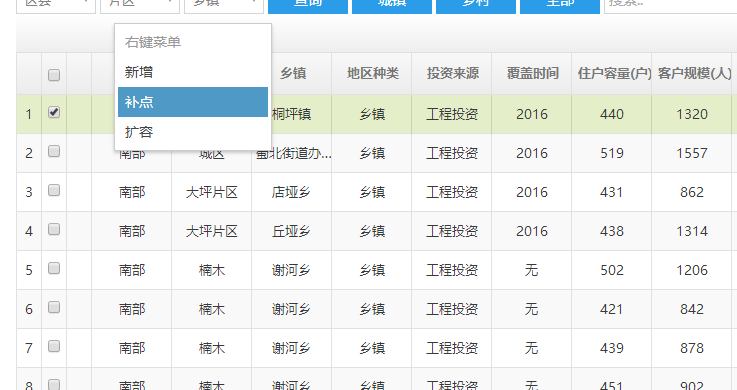 区县 片区 乡镇 查询 城镇 乡村 全部 搜索..
右键菜单
新增
补点
扩容
乡镇 地区种类 投资来源 覆盖时间 住户容量(户) 客户规模(人)
1 桐坪镇 乡镇 工程投资 2016 440 1320
2 南部 城区 蜀北街道办... 乡镇 工程投资 2016 519 1557
3 南部 大坪片区 店垭乡 乡镇 工程投资 2016 431 862
4 南部 大坪片区 丘垭乡 乡镇 工程投资 2016 438 1314
5 南部 楠木 谢河乡 乡镇 工程投资 无 502 1206
6 南部 楠木 谢河乡 乡镇 工程投资 无 421 842
7 南部 楠木 谢河乡 乡镇 工程投资 无 439 878
8 南部 楠木 谢河乡 乡镇 工程投资 无 451 902